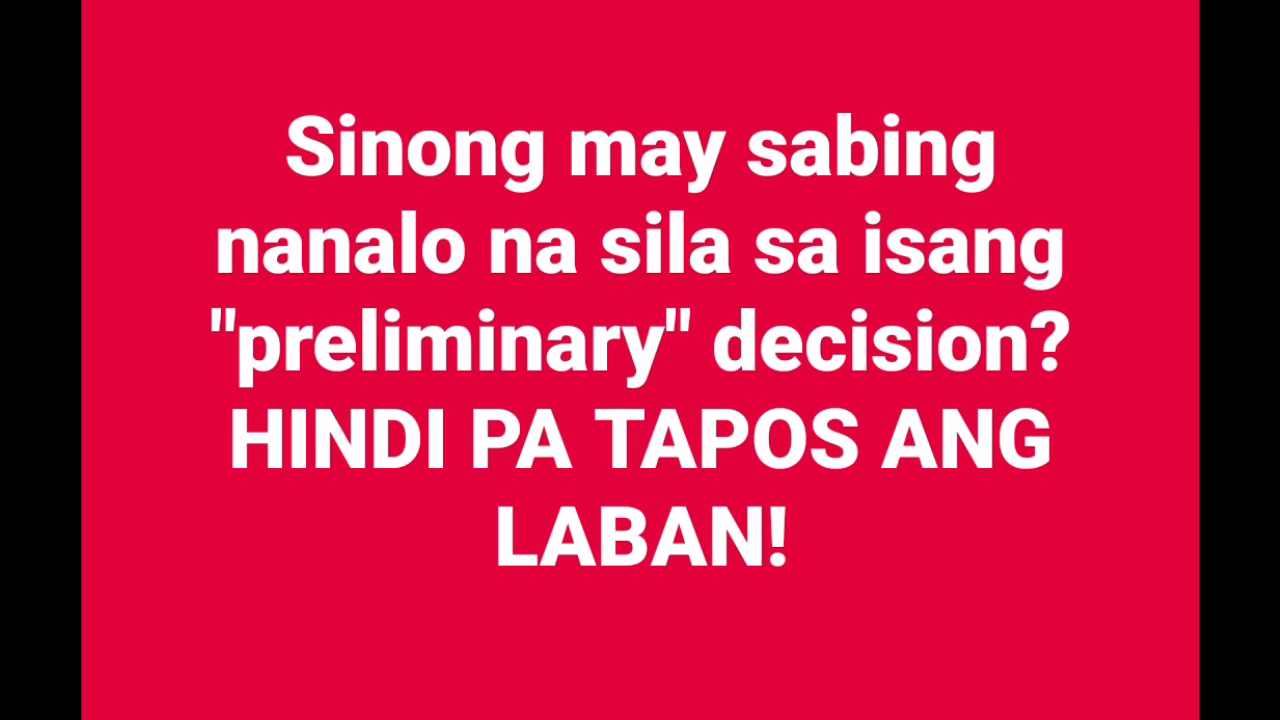 Sinong may sabing
nanalo na sila sa isang
"preliminary" decision?
HINDI PA TAPOS ANG
LABAN!